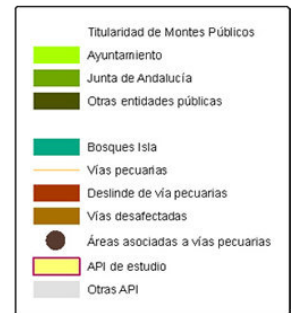 Titularidad de Montes Públicos
Ayuntamiento
Junta de Andalucía
Otras entidades públicas
Bosques Isla
Vías pecuarias
Deslinde de vía pecuarias
Vías desafectadas
Áreas asociadas a vías pecuarias
API de estudio
Otras API